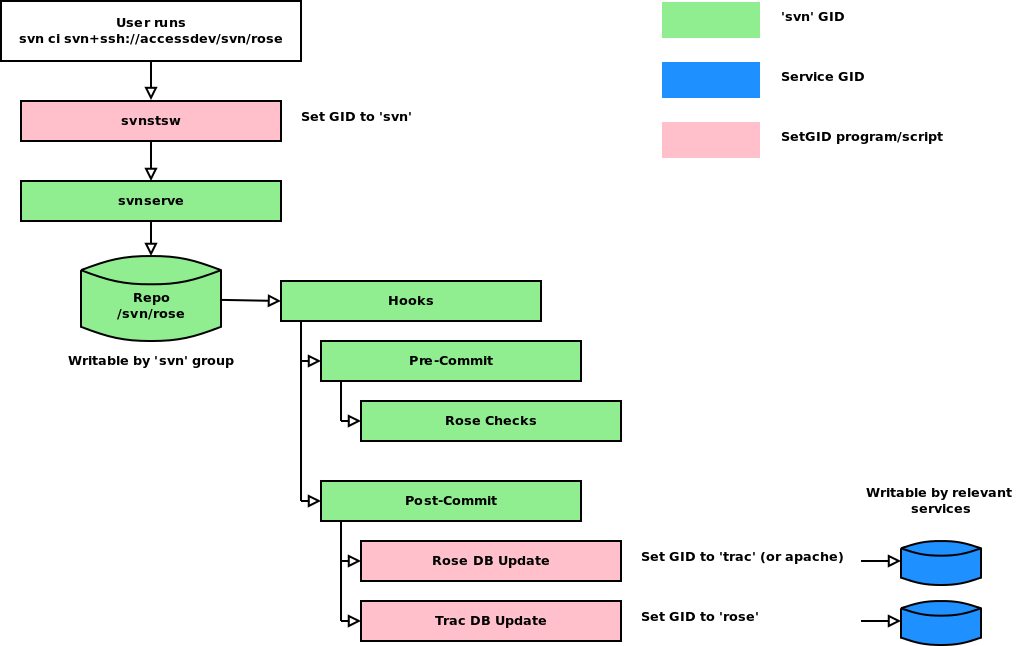 User runs
svn ci svn+ssh://accessdev/svn/rose
'svn' GID
Service GID
SetGID program/script
svnstsw
Set GID to 'svn'
svnserve
Repo
/svn/rose
Writable by 'svn' group
Hooks
Pre-Commit
Rose Checks
Post-Commit
Rose DB Update
Set GID to 'trac' (or apache)
Trac DB Update
Set GID to 'rose'
Writable by relevant
services